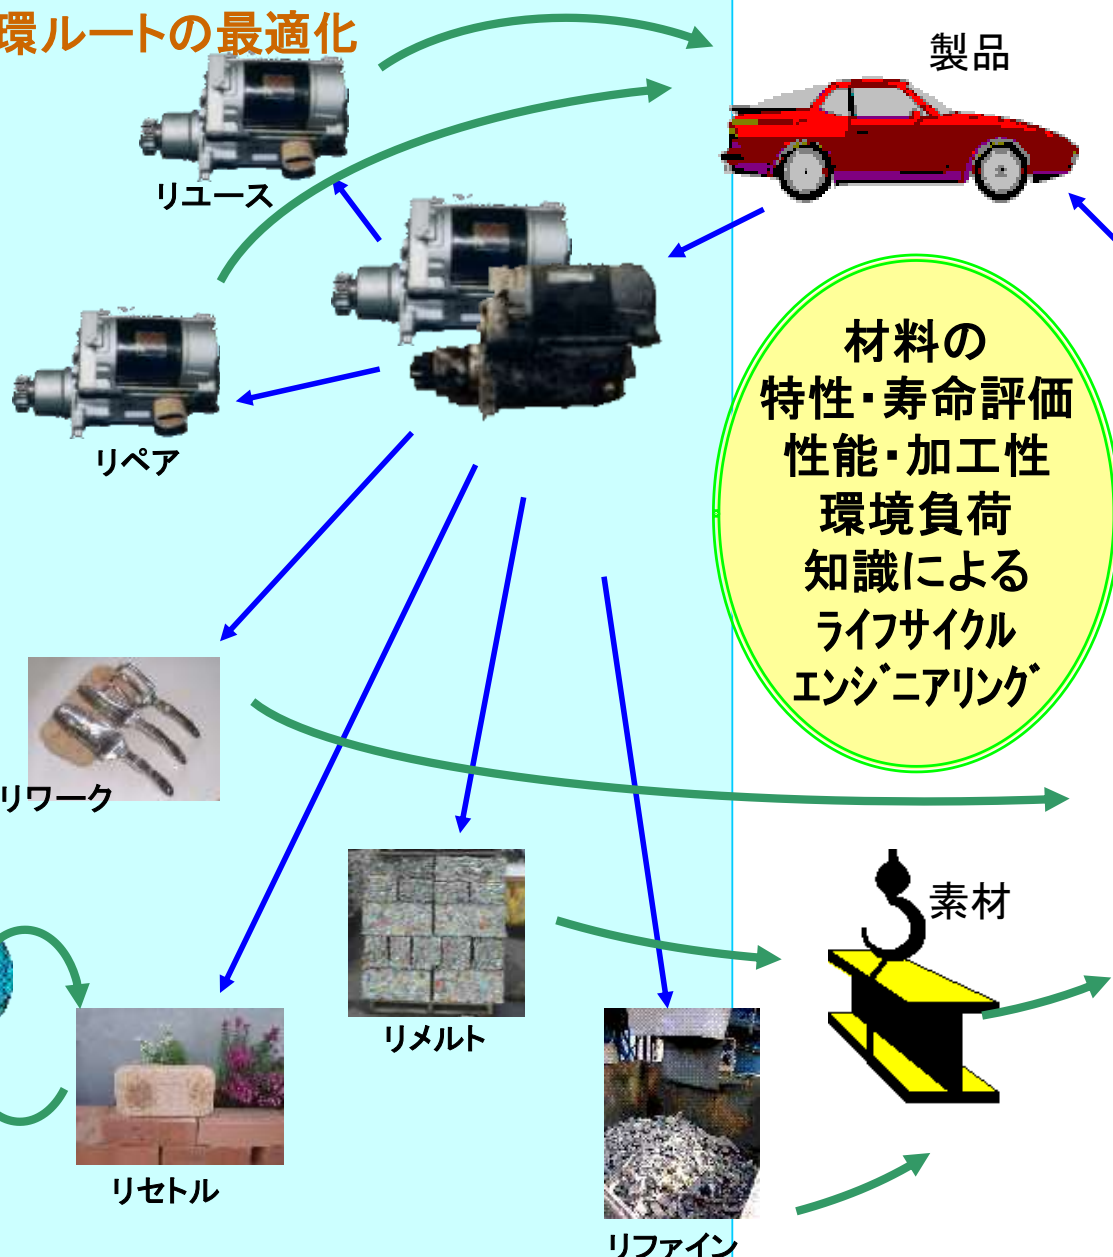 環ルートの最適化
製品
リユース
リペア
材料の
特性・寿命評価
性能・加工性
環境負荷
知識による
ライフサイクル
エンジニアリング
リワーク
素材
リメルト
リセトル
リファイン